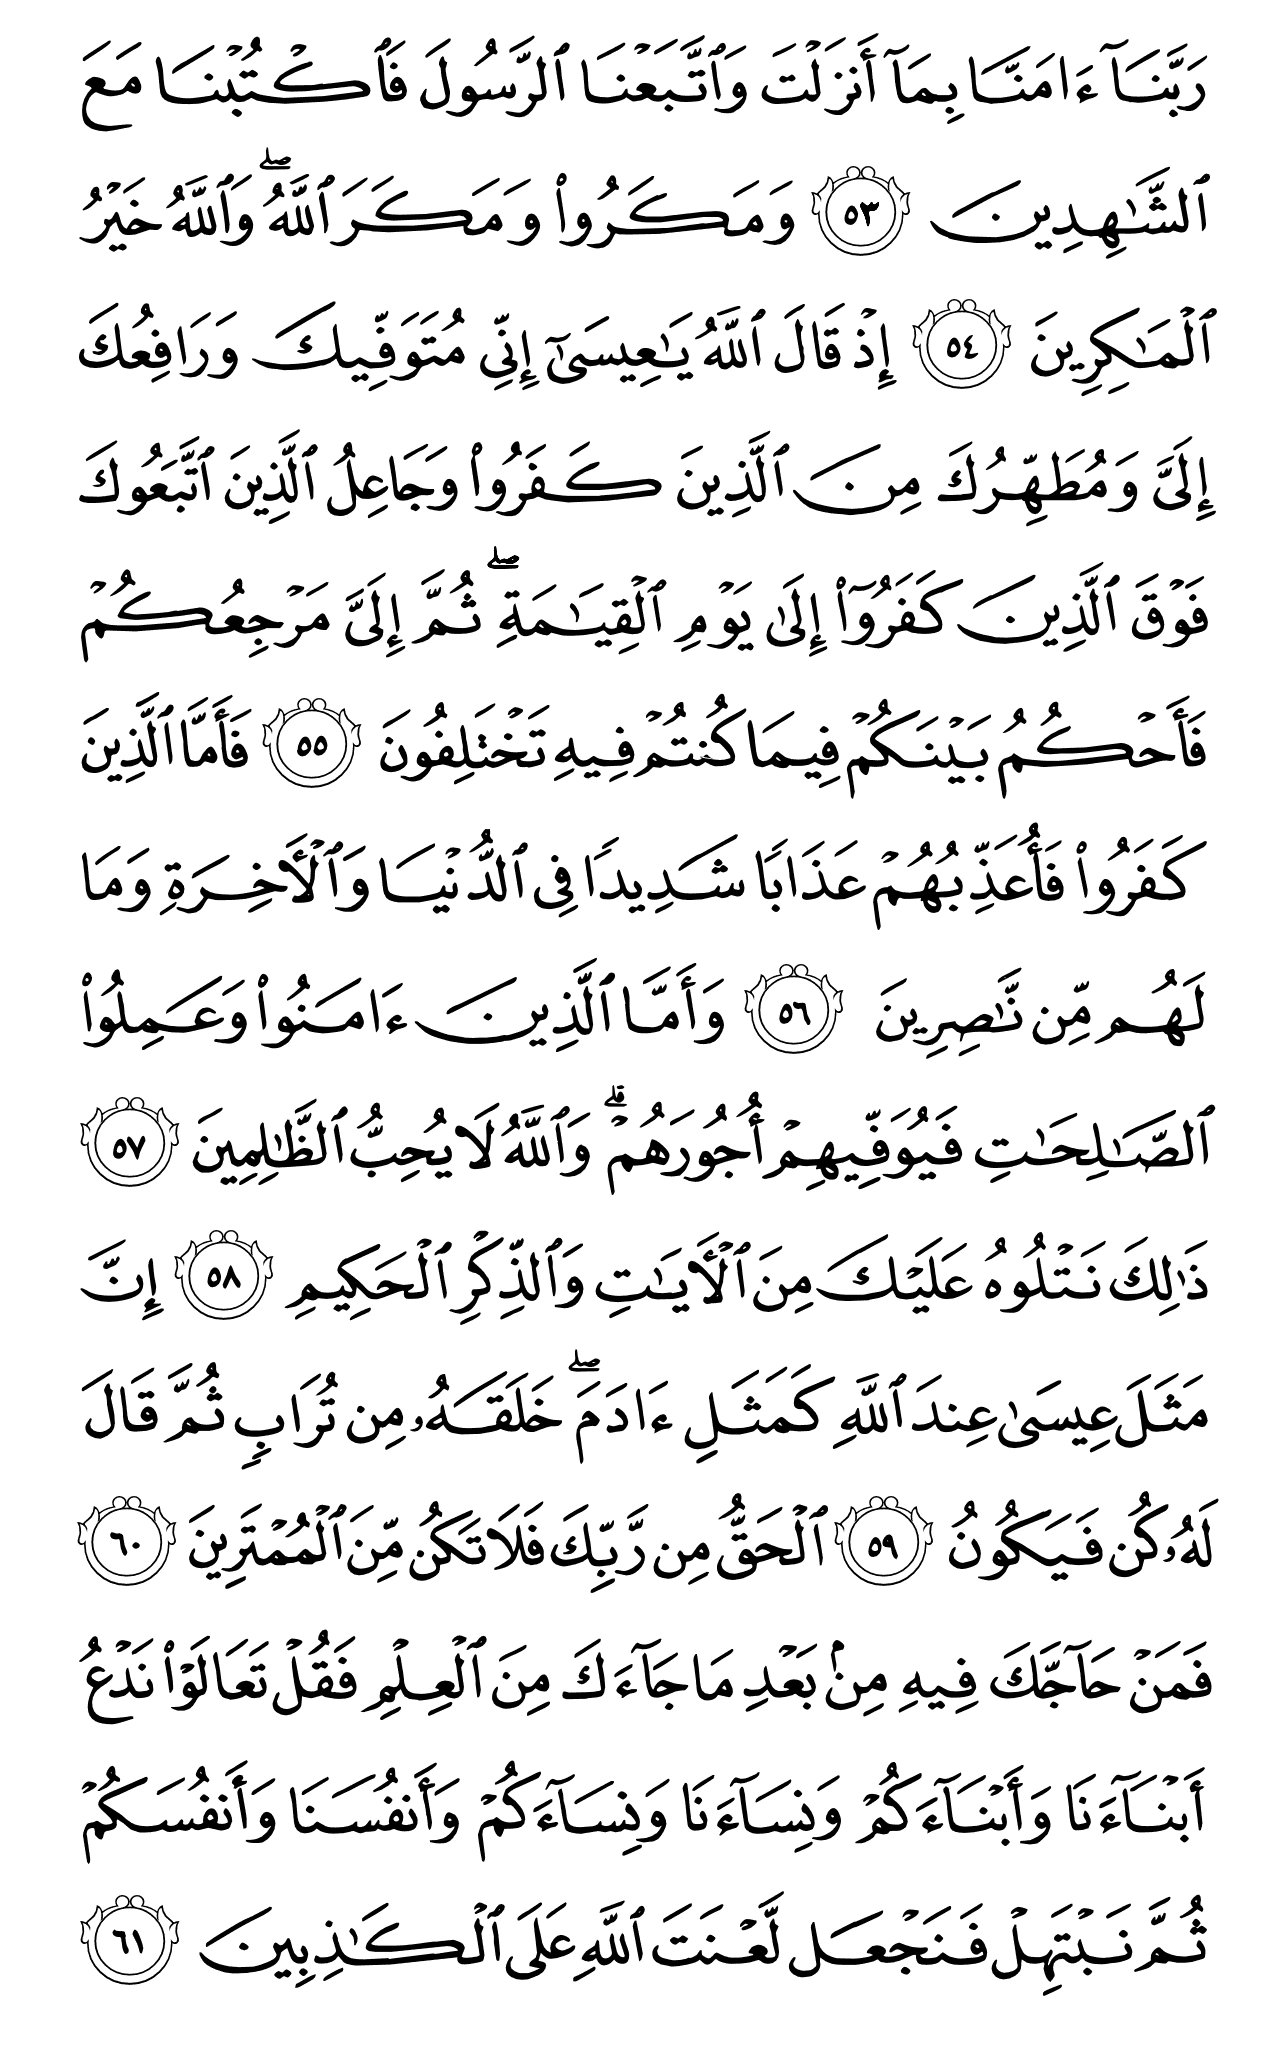 رَبَّنَآ ءَامَنَّا بِمَآ أَنزَلْتَ وَٱتَّبَعْنَا ٱلرَّسُولَ فَٱكْتُبْنَا مَعَ
ٱلشَّٰهِدِينَ ٥٣ وَمَكَرُوا۟ وَمَكَرَ ٱللَّهُ ۖ وَٱللَّهُ خَيْرُ
ٱلْمَٰكِرِينَ ٥٤ إِذْ قَالَ ٱللَّهُ يَٰعِيسَىٰٓ إِنِّى مُتَوَفِّيكَ وَرَافِعُكَ
إِلَىَّ وَمُطَهِّرُكَ مِنَ ٱلَّذِينَ كَفَرُوا۟ وَجَاعِلُ ٱلَّذِينَ ٱتَّبَعُوكَ
فَوْقَ ٱلَّذِينَ كَفَرُوٓا۟ إِلَىٰ يَوْمِ ٱلْقِيَٰمَةِ ۖ ثُمَّ إِلَىَّ مَرْجِعُكُمْ
فَأَحْكُمُ بَيْنَكُمْ فِيمَا كُنتُمْ فِيهِ تَخْتَلِفُونَ ٥٥ فَأَمَّا ٱلَّذِينَ
كَفَرُوا۟ فَأُعَذِّبُهُمْ عَذَابًا شَدِيدًا فِى ٱلدُّنْيَا وَٱلْأَخِرَةِ وَمَا
لَهُم مِّن نَّٰصِرِينَ ٥٦ وَأَمَّا ٱلَّذِينَ ءَامَنُوا۟ وَعَمِلُوا۟
ٱلصَّٰلِحَٰتِ فَيُوَفِّيهِمْ أُجُورَهُمْ ۗ وَٱللَّهُ لَا يُحِبُّ ٱلظَّٰلِمِينَ ٥٧
ذَٰلِكَ نَتْلُوهُ عَلَيْكَ مِنَ ٱلْأَيَٰتِ وَٱلذِّكْرِ ٱلْحَكِيمِ ٥٨ إِنَّ
مَثَلَ عِيسَىٰ عِندَ ٱللَّهِ كَمَثَلِ ءَادَمَ ۖ خَلَقَهُۥ مِن تُرَابٍ ثُمَّ قَالَ
لَهُۥ كُن فَيَكُونُ ٥٩ ٱلْحَقُّ مِن رَّبِّكَ فَلَا تَكُن مِّنَ ٱلْمُمْتَرِينَ ٦٠
فَمَنْ حَآجَّكَ فِيهِ مِنۢ بَعْدِ مَا جَآءَكَ مِنَ ٱلْعِلْمِ فَقُلْ تَعَالَوْا۟ نَدْعُ
أَبْنَآءَنَا وَأَبْنَآءَكُمْ وَنِسَآءَنَا وَنِسَآءَكُمْ وَأَنفُسَنَا وَأَنفُسَكُمْ
ثُمَّ نَبْتَهِلْ فَنَجْعَل لَّعْنَتَ ٱللَّهِ عَلَى ٱلْكَٰذِبِينَ ٦١